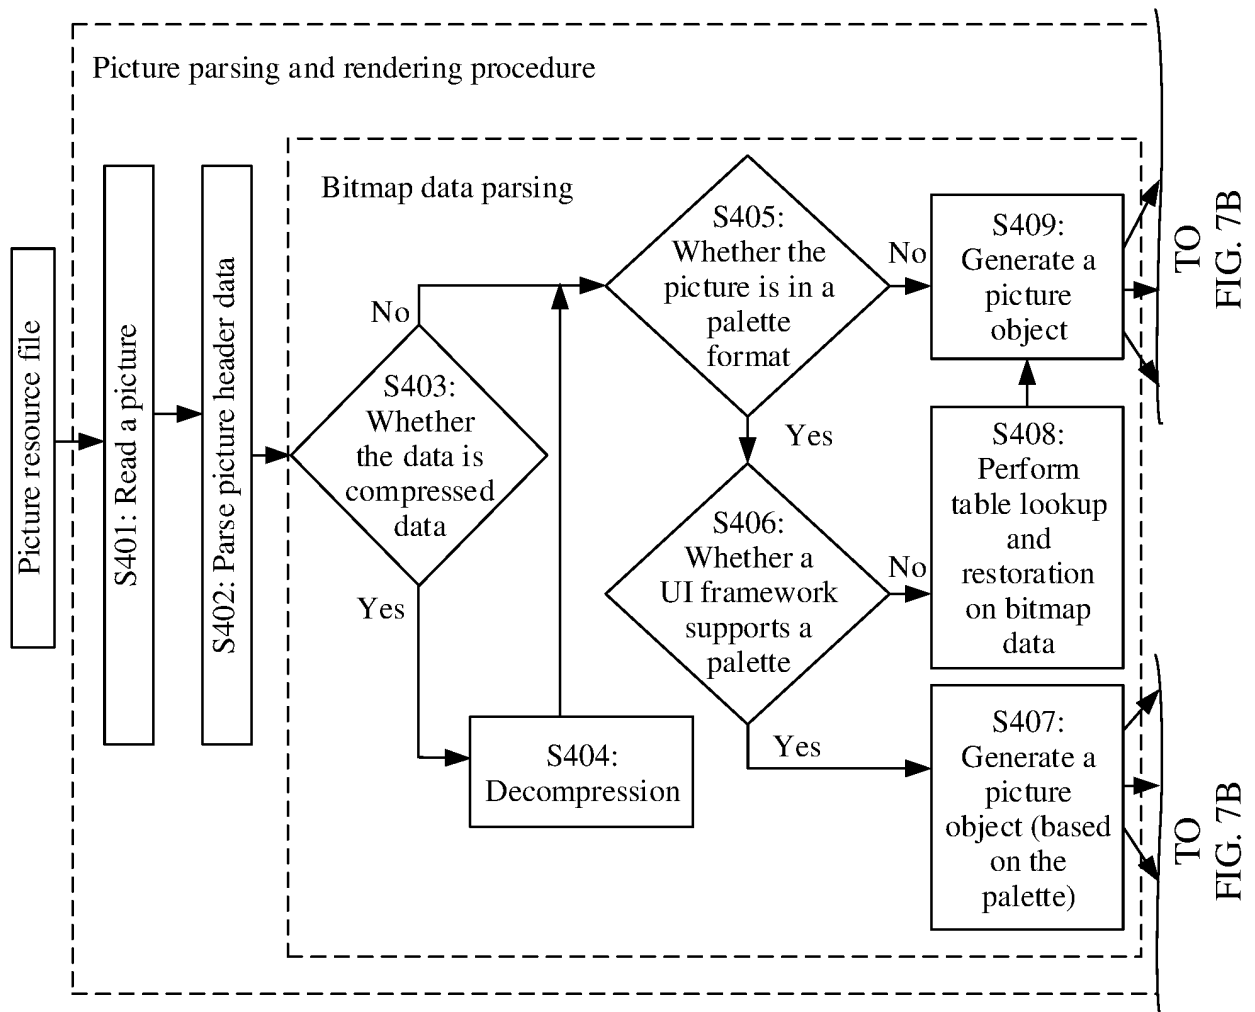 Picture parsing and rendering procedure
Bitmap data parsing
Picture resource file
S401: Read a picture
S402: Parse picture header data
S403:
Whether
the data is
compressed
data
No
Yes
S404:
Decompression
S405:
Whether the
picture is in a
palette
format
No
Yes
S406:
Whether a
UI framework
supports a
palette
No
Yes
S409:
Generate a
picture
object
S408:
Perform
table lookup
and
restoration
on bitmap
data
S407:
Generate a
picture
object (based
on the
palette)
TO
FIG. 7B
TO
FIG. 7B